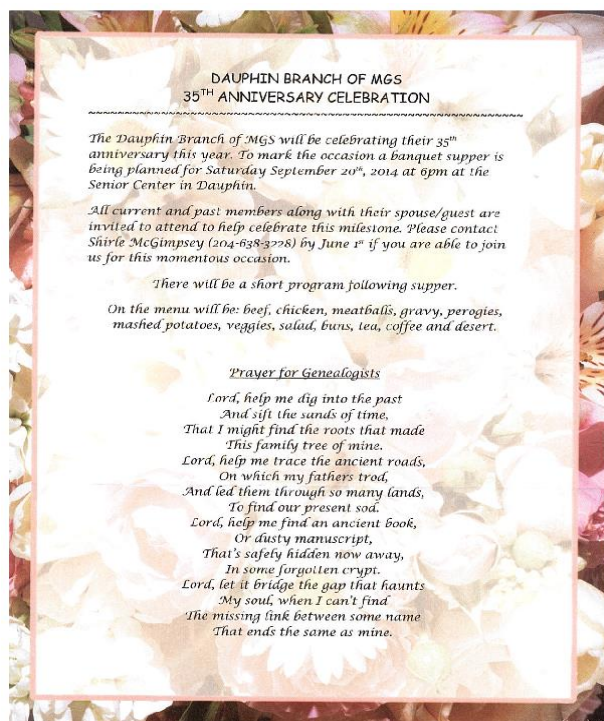 DAUPHIN BRANCH OF MGS
35TH ANNIVERSARY CELEBRATION
~~~~~~~~~~~~~~~~~~~~~~~~~~~~~~~~~~~~~~~~~~~~~~~~~~~~~~~~~~~~
The Dauphin Branch of MGS will be celebrating their 35th
anniversary this year. To mark the occasion a banquet supper is
being planned for Saturday September 20th, 2014 at 6pm at the
Senior Center in Dauphin.
All current and past members along with their spouse/guest are
invited to attend to help celebrate this milestone. Please contact
Shirle McGimpsey (204-638-3228) by June 1st if you are able to join
us for this momentous occasion.
There will be a short program following supper.
On the menu will be: beef, chicken, meatballs, gravy, perogies,
mashed potatoes, veggies, salad, buns, tea, coffee and desert.
Prayer for Genealogists
Lord, help me dig into the past
And sift the sands of time,
That I might find the roots that made
This family tree of mine.
Lord, help me trace the ancient roads,
On which my fathers trod,
And led them through so many lands,
To find our present sod.
Lord, help me find an ancient book,
Or dusty manuscript,
That's safely hidden now away,
In some forgotten crypt.
Lord, let it bridge the gap that haunts
My soul, when I can't find
The missing link between some name
That ends the same as mine.